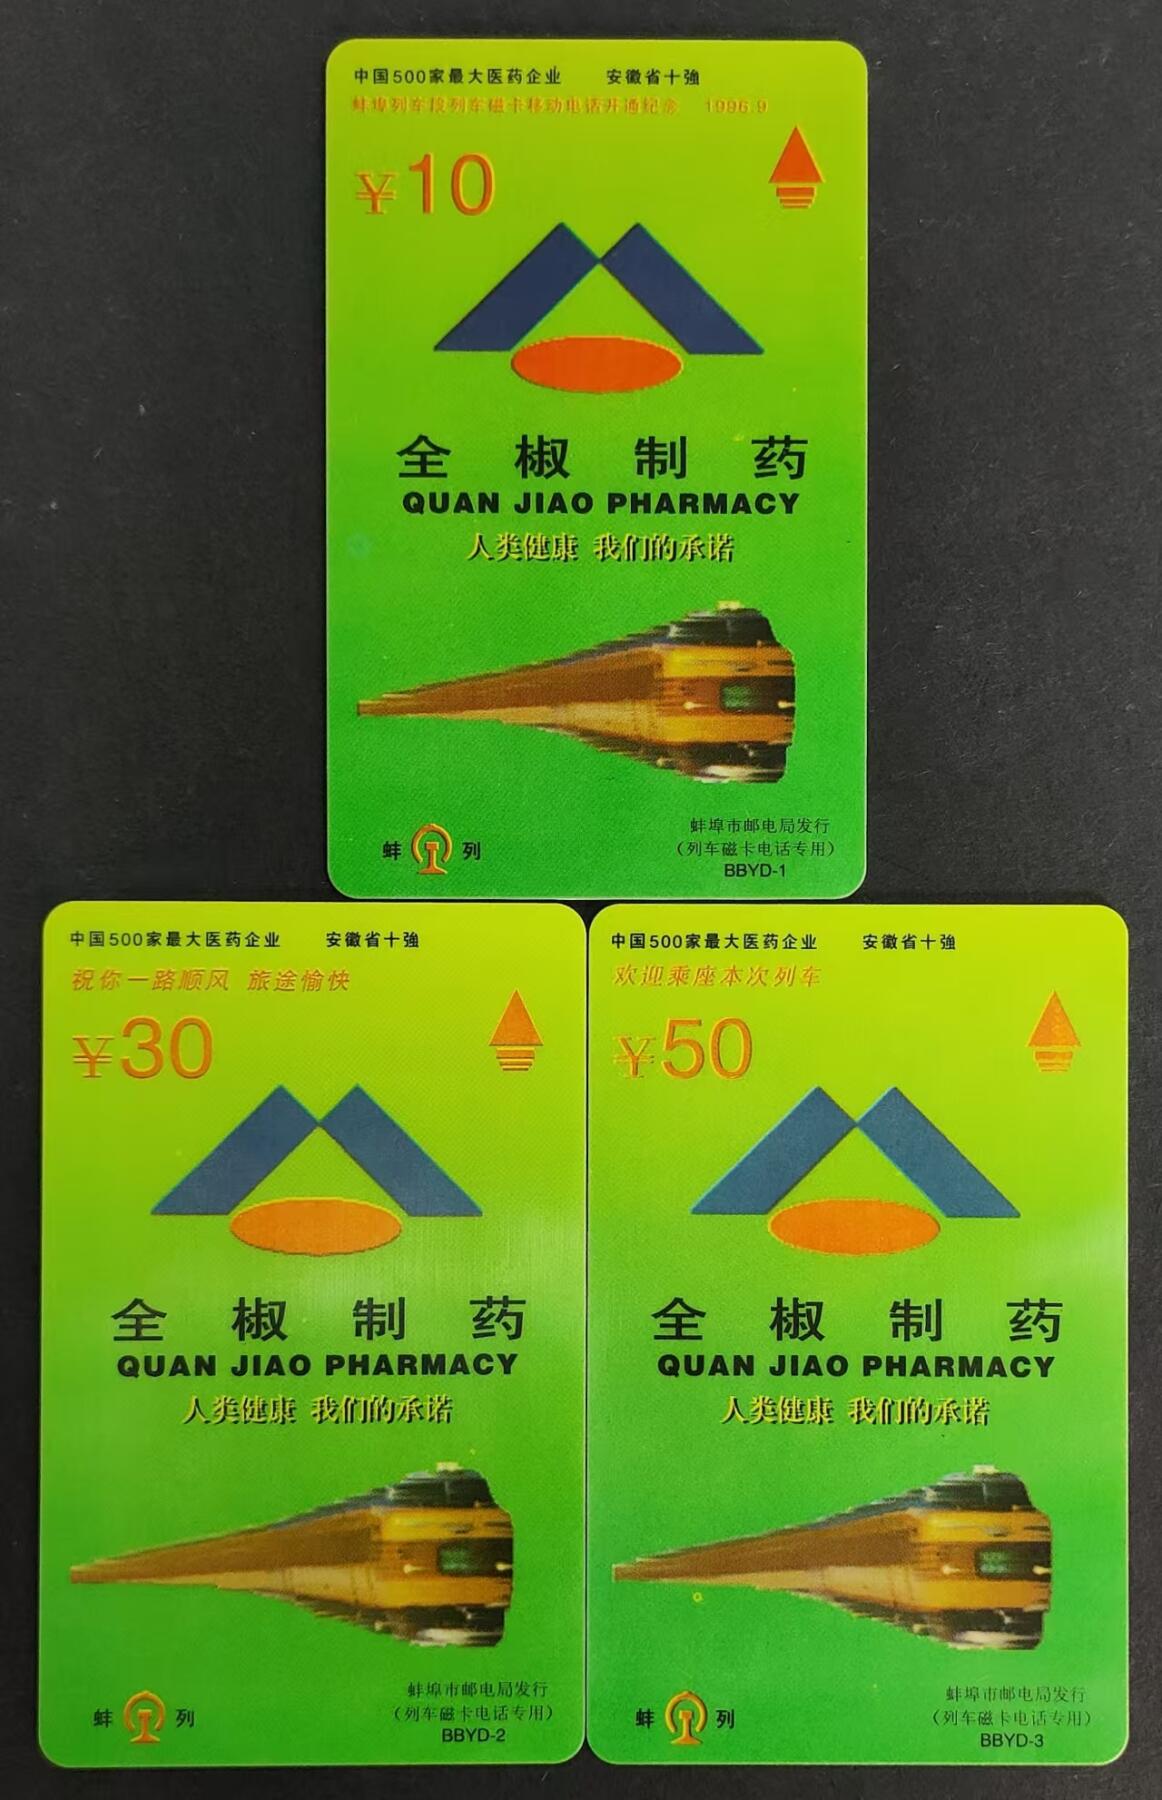 中国500家最大医药企业 安徽省十強
蚌埠列车段列车磁卡移动电话开通纪念 1996.9
¥10
全椒制药
QUAN JIAO PHARMACY
人类健康 我们的承诺
蚌 列
蚌埠市邮电局发行
(列车磁卡电话专用)
BBYD-1
中国500家最大医药企业 安徽省十強
祝你一路顺风 旅途愉快
¥30
全椒制药
QUAN JIAO PHARMACY
人类健康 我们的承诺
蚌 列
蚌埠市邮电局发行
(列车磁卡电话专用)
BBYD-2
中国500家最大医药企业 安徽省十強
欢迎乘座本次列车
¥50
全椒制药
QUAN JIAO PHARMACY
人类健康 我们的承诺
蚌 列
蚌埠市邮电局发行
(列车磁卡电话专用)
BBYD-3